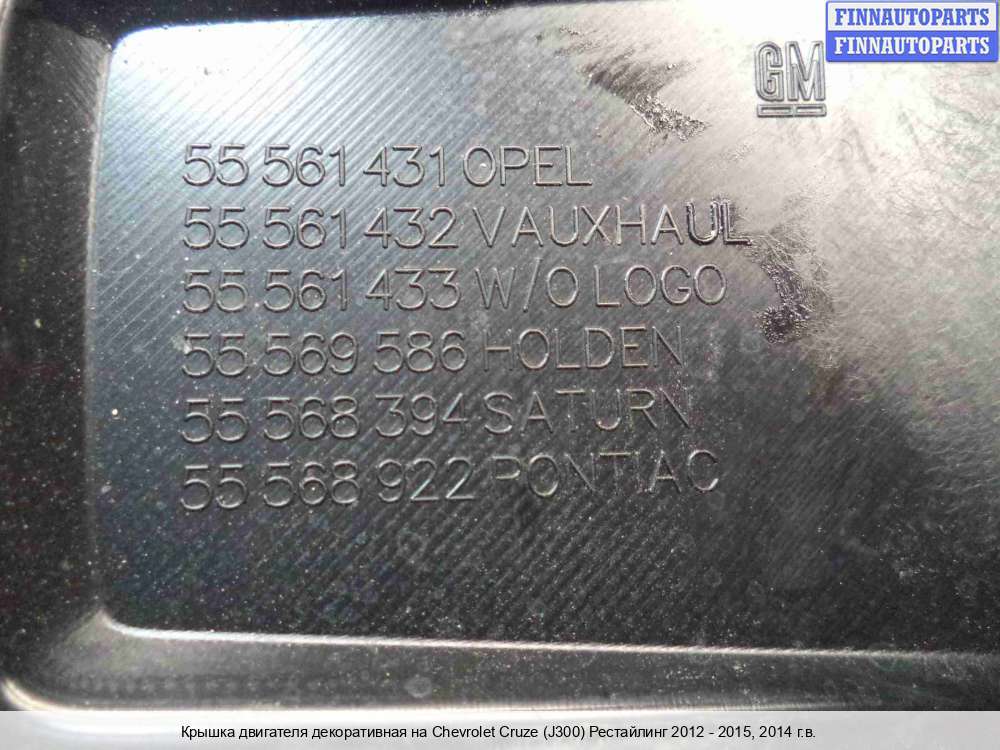 FINNAUTOPARTS
FINNAUTOPARTS
GM
55 561 431 OPEL
55 561 432 VAUXHAUL
55 561 433 W/O LOGO
55 569 586 HOLDEN
55 568 394 SATURN
55 568 922 PONTIAC
Крышка двигателя декоративная на Chevrolet Cruze (J300) Рестайлинг 2012 - 2015, 2014 г.в.